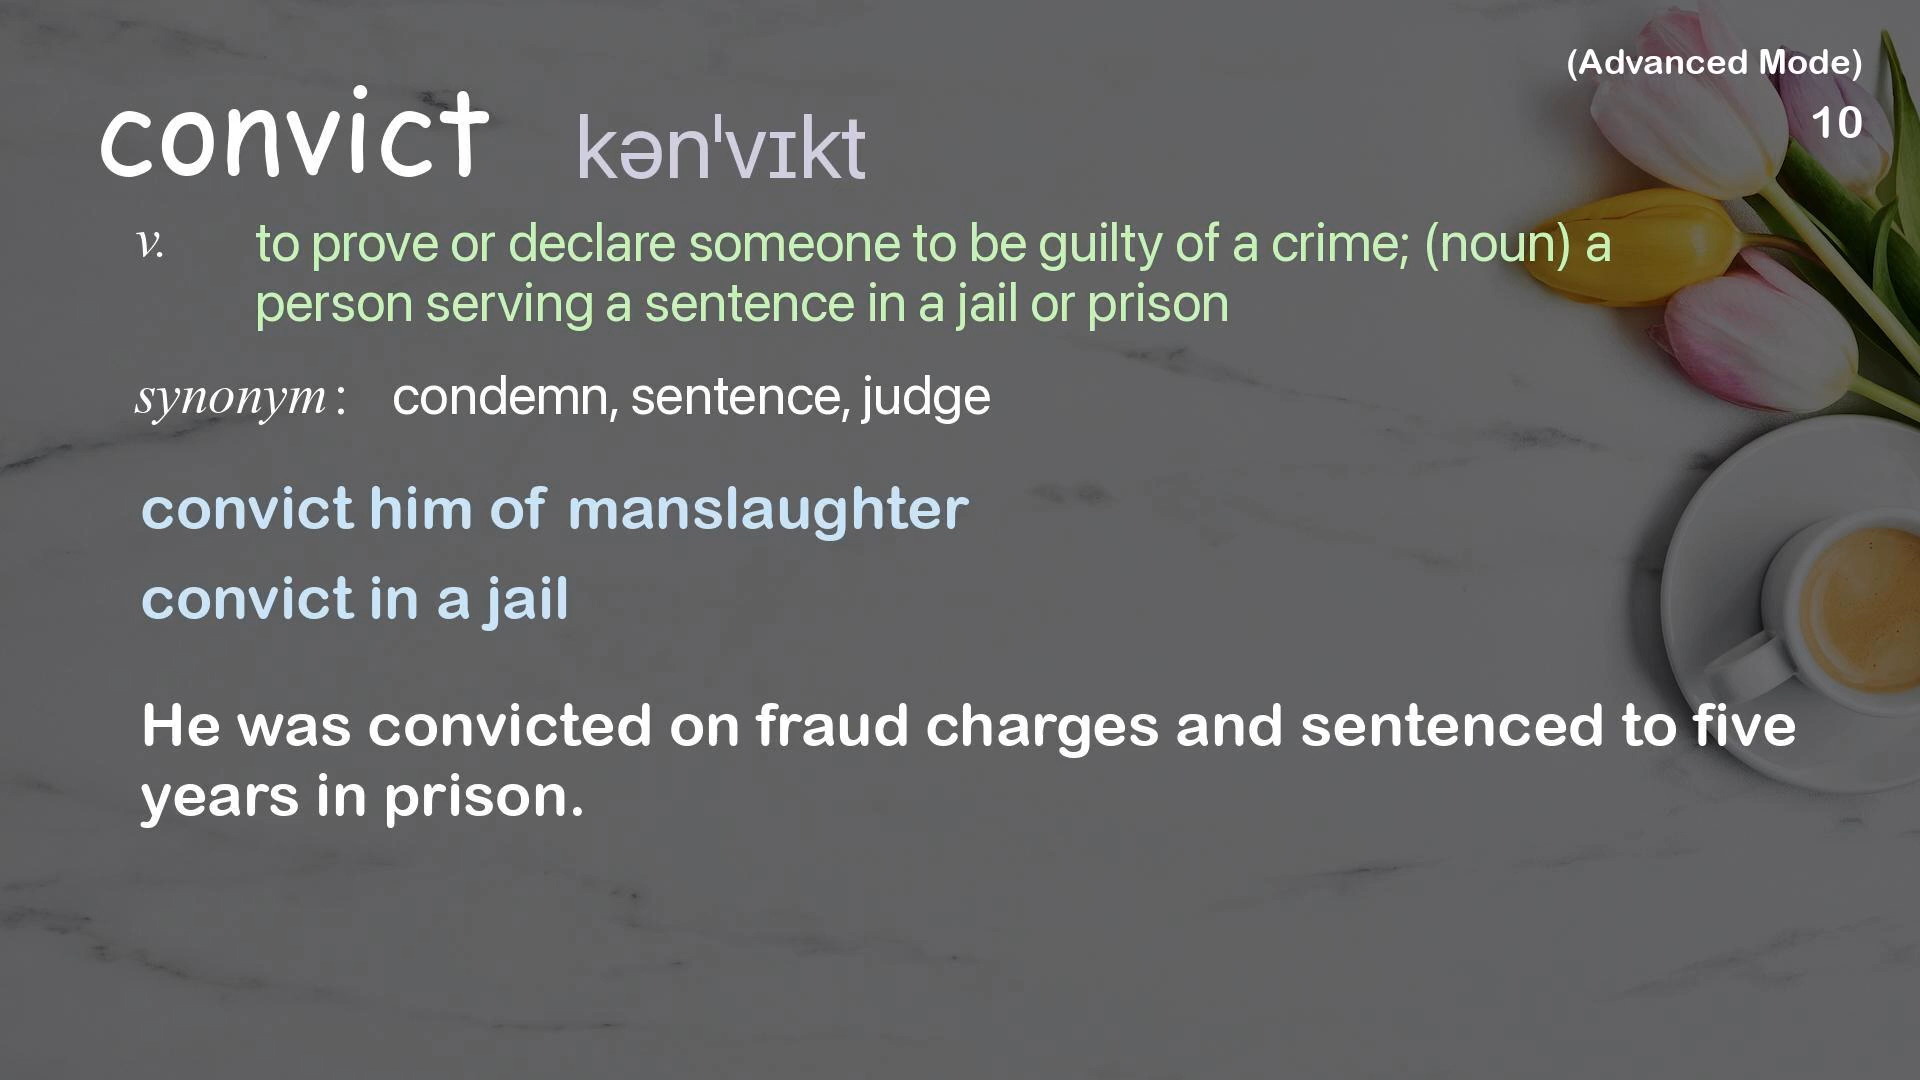 (Advanced Mode)
convict kənˈvɪkt
10
v. to prove or declare someone to be guilty of a crime; (noun) a
person serving a sentence in a jail or prison
synonym: condemn, sentence, judge
convict him of manslaughter
convict in a jail
He was convicted on fraud charges and sentenced to five
years in prison.